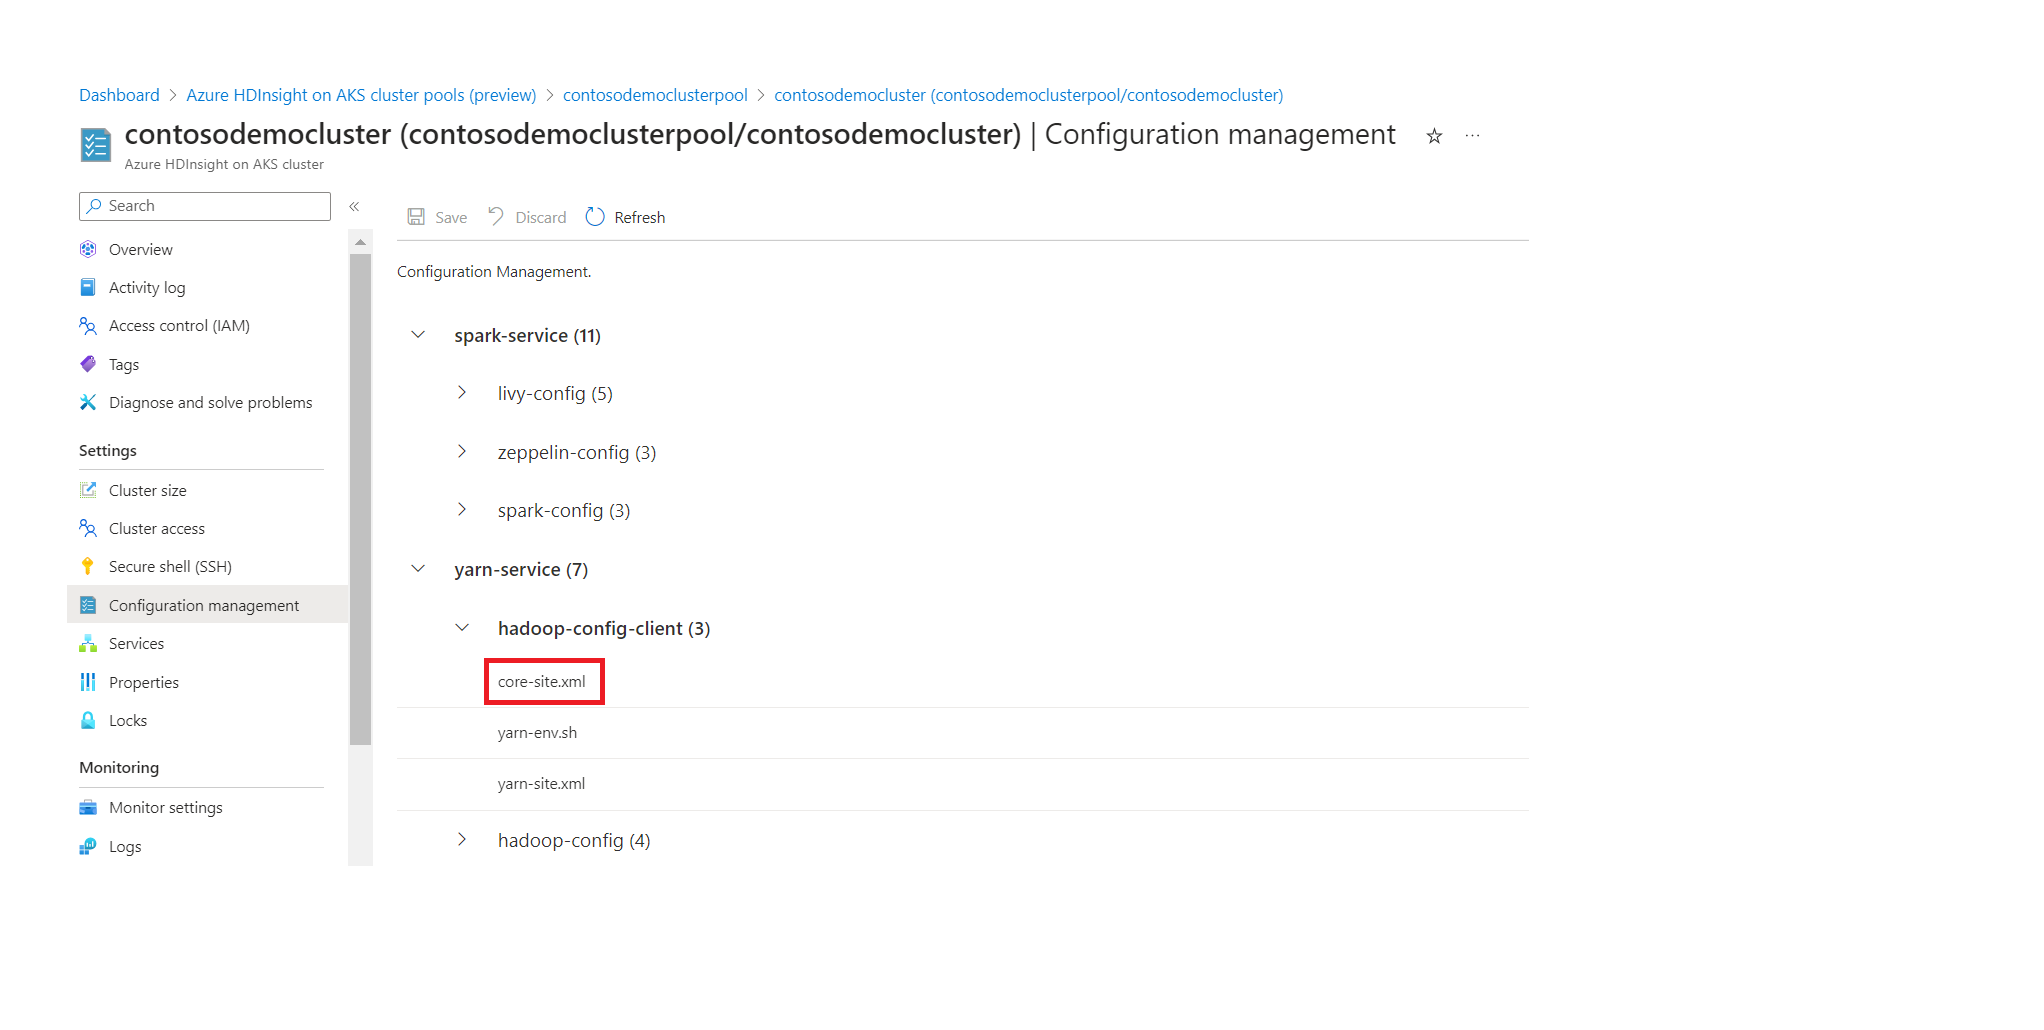 Dashboard > Azure HDInsight on AKS cluster pools (preview) > contosodemoclusterpool > contosodemocluster (contosodemoclusterpool/contosodemocluster)
contosodemocluster (contosodemoclusterpool/contosodemocluster) | Configuration management
Azure HDInsight on AKS cluster
Search
Overview
Activity log
Access control (IAM)
Tags
Diagnose and solve problems
Settings
Cluster size
Cluster access
Secure shell (SSH)
Configuration management
Services
Properties
Locks
Monitoring
Monitor settings
Logs
Save Discard Refresh
Configuration Management.
spark-service (11)
livy-config (5)
zeppelin-config (3)
spark-config (3)
yarn-service (7)
hadoop-config-client (3)
core-site.xml
yarn-env.sh
yarn-site.xml
hadoop-config (4)